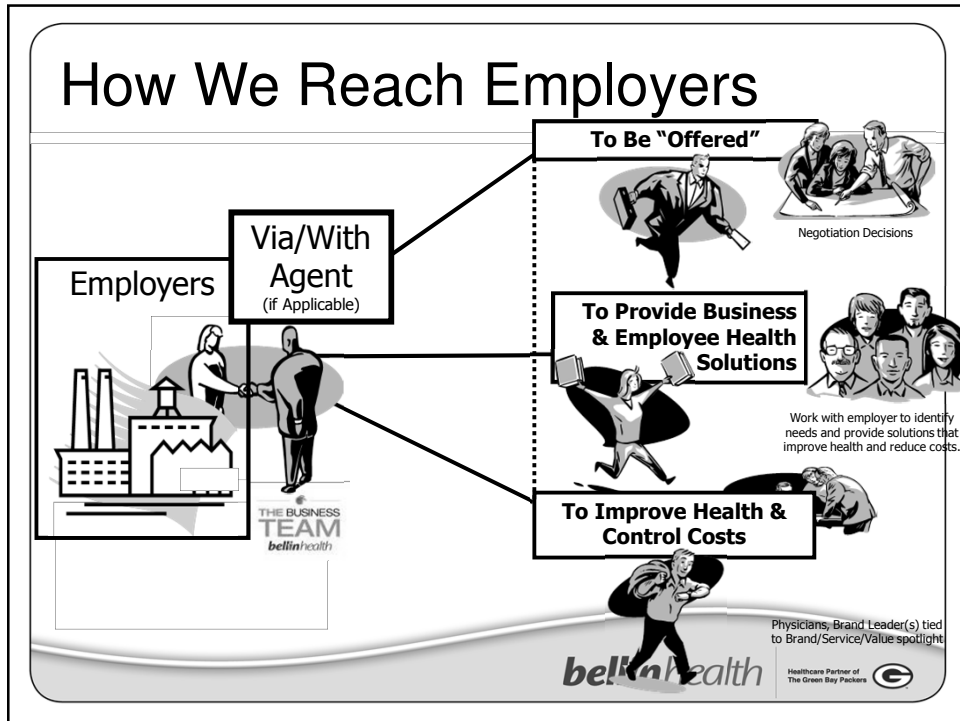 How We Reach Employers
To Be “Offered”
Negotiation Decisions
Via/With
Agent
(if Applicable)
Employers
To Provide Business
& Employee Health
Solutions
Work with employer to identify
needs and provide solutions that
improve health and reduce costs.
THE BUSINESS
TEAM
bellinhealth
To Improve Health &
Control Costs
Physicians, Brand Leader(s) tied
to Brand/Service/Value spotlight
bellinhealth
Healthcare Partner of
The Green Bay Packers
G